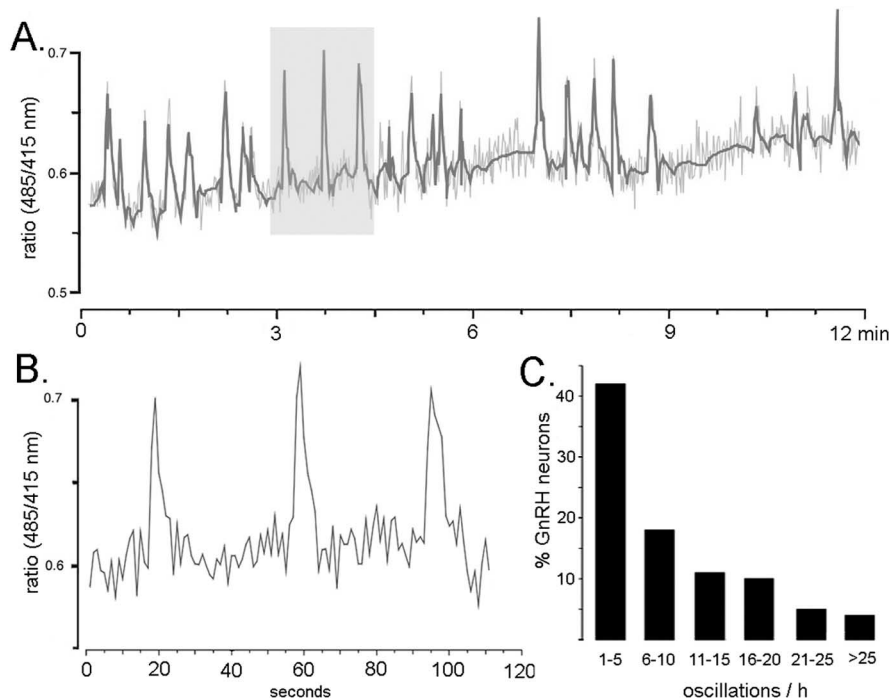 A.
ratio (485/415 nm)
0.7
0.6
0.5
0 3 6 9 12 min
B.
ratio (485/415 nm)
0.7
0.6
0 20 40 60 80 100 120
seconds
C.
% GnRH neurons
40
30
20
10
1-5 6-10 11-15 16-20 21-25 >25
oscillations / h